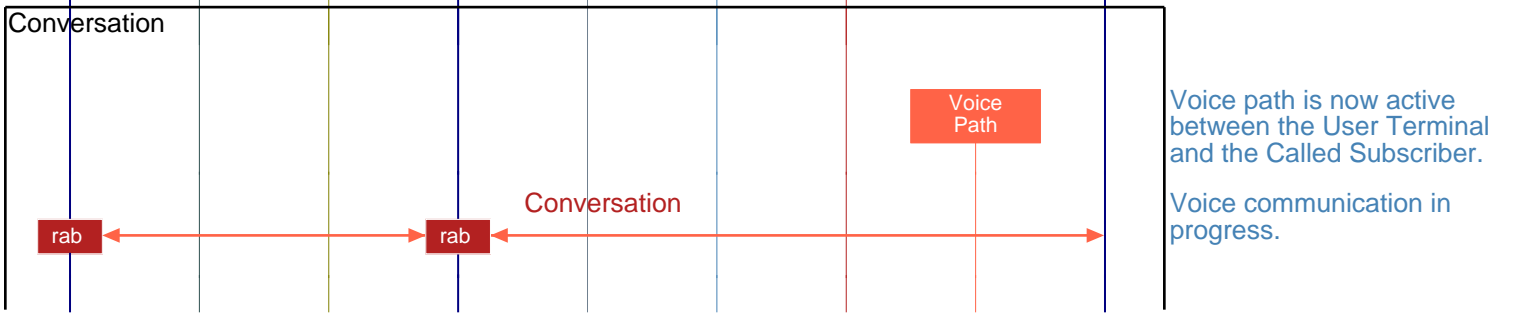 Conversation
Voice
Path
Voice path is now active
between the User Terminal
and the Called Subscriber.
Conversation
Voice communication in
progress.
rab
rab